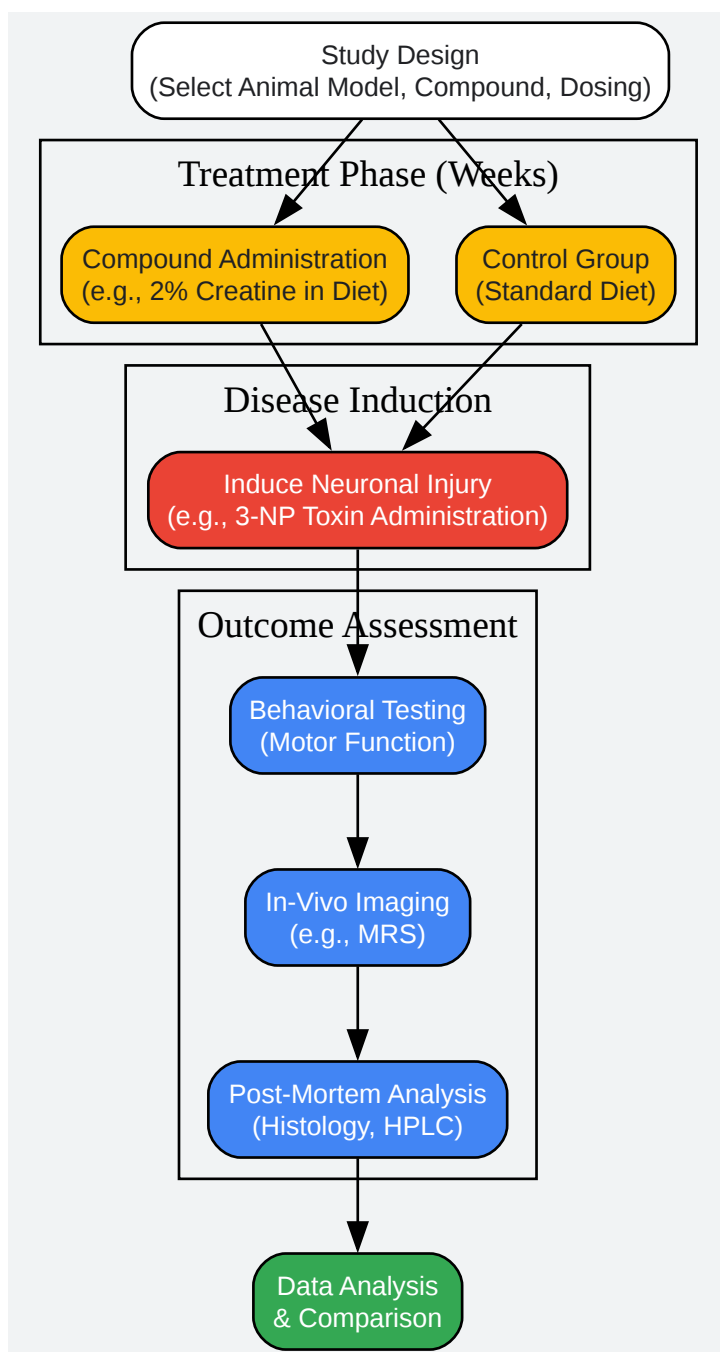 Study Design
(Select Animal Model, Compound, Dosing)
Treatment Phase (Weeks)
Compound Administration
(e.g., 2% Creatine in Diet)
Control Group
(Standard Diet)
Disease Induction
Induce Neuronal Injury
(e.g., 3-NP Toxin Administration)
Outcome Assessment
Behavioral Testing
(Motor Function)
In-Vivo Imaging
(e.g., MRS)
Post-Mortem Analysis
(Histology, HPLC)
Data Analysis
& Comparison